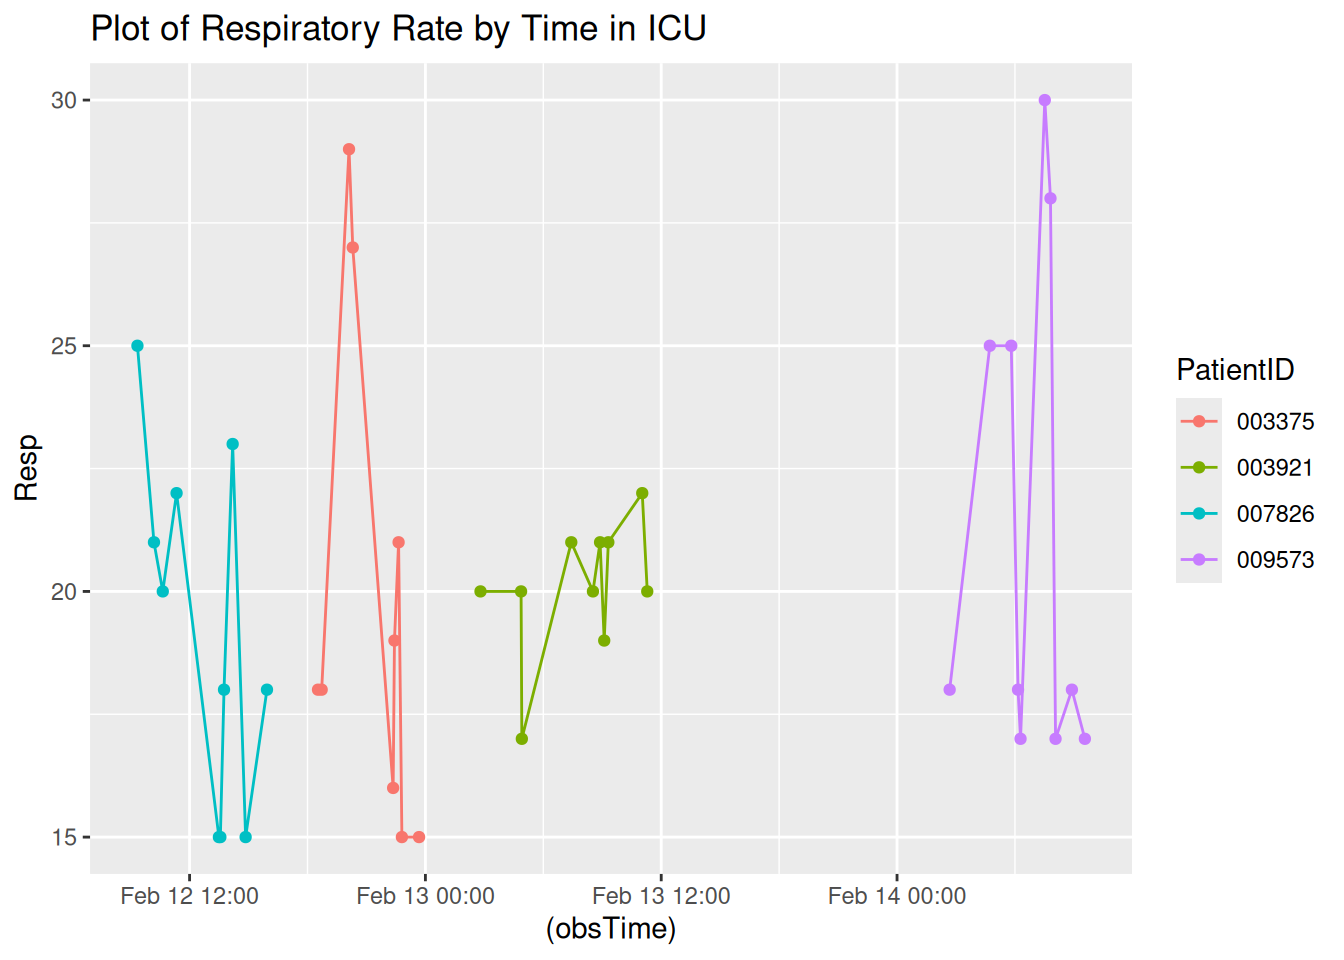 Plot of Respiratory Rate by Time in ICU
30
25
20
15
Resp
Feb 12 12:00
Feb 13 00:00
Feb 13 12:00
Feb 14 00:00
(obsTime)
PatientID
003375
003921
007826
009573